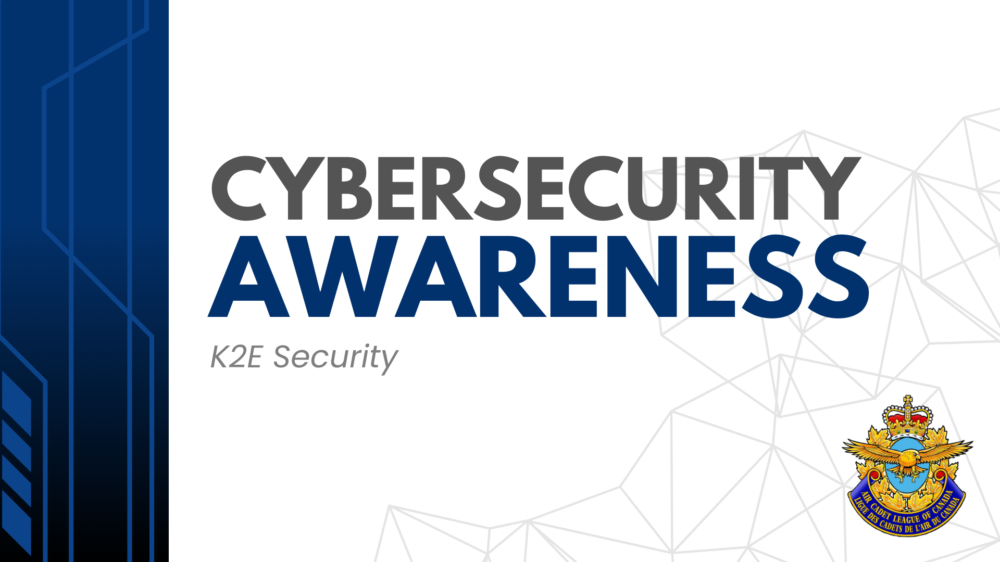 CYBERSECURITY
AWARENESS
K2E Security
AIR CADET LEAGUE OF CANADA
LIGUE DES CADETS DE L'AIR DU CANADA